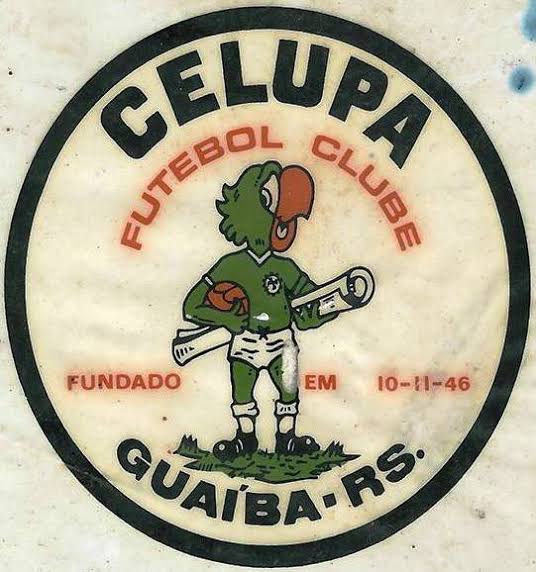 CELUPA
FUTEBOL CLUBE
FUNDADO EM 10-11-46
GUAÍBA-RS.